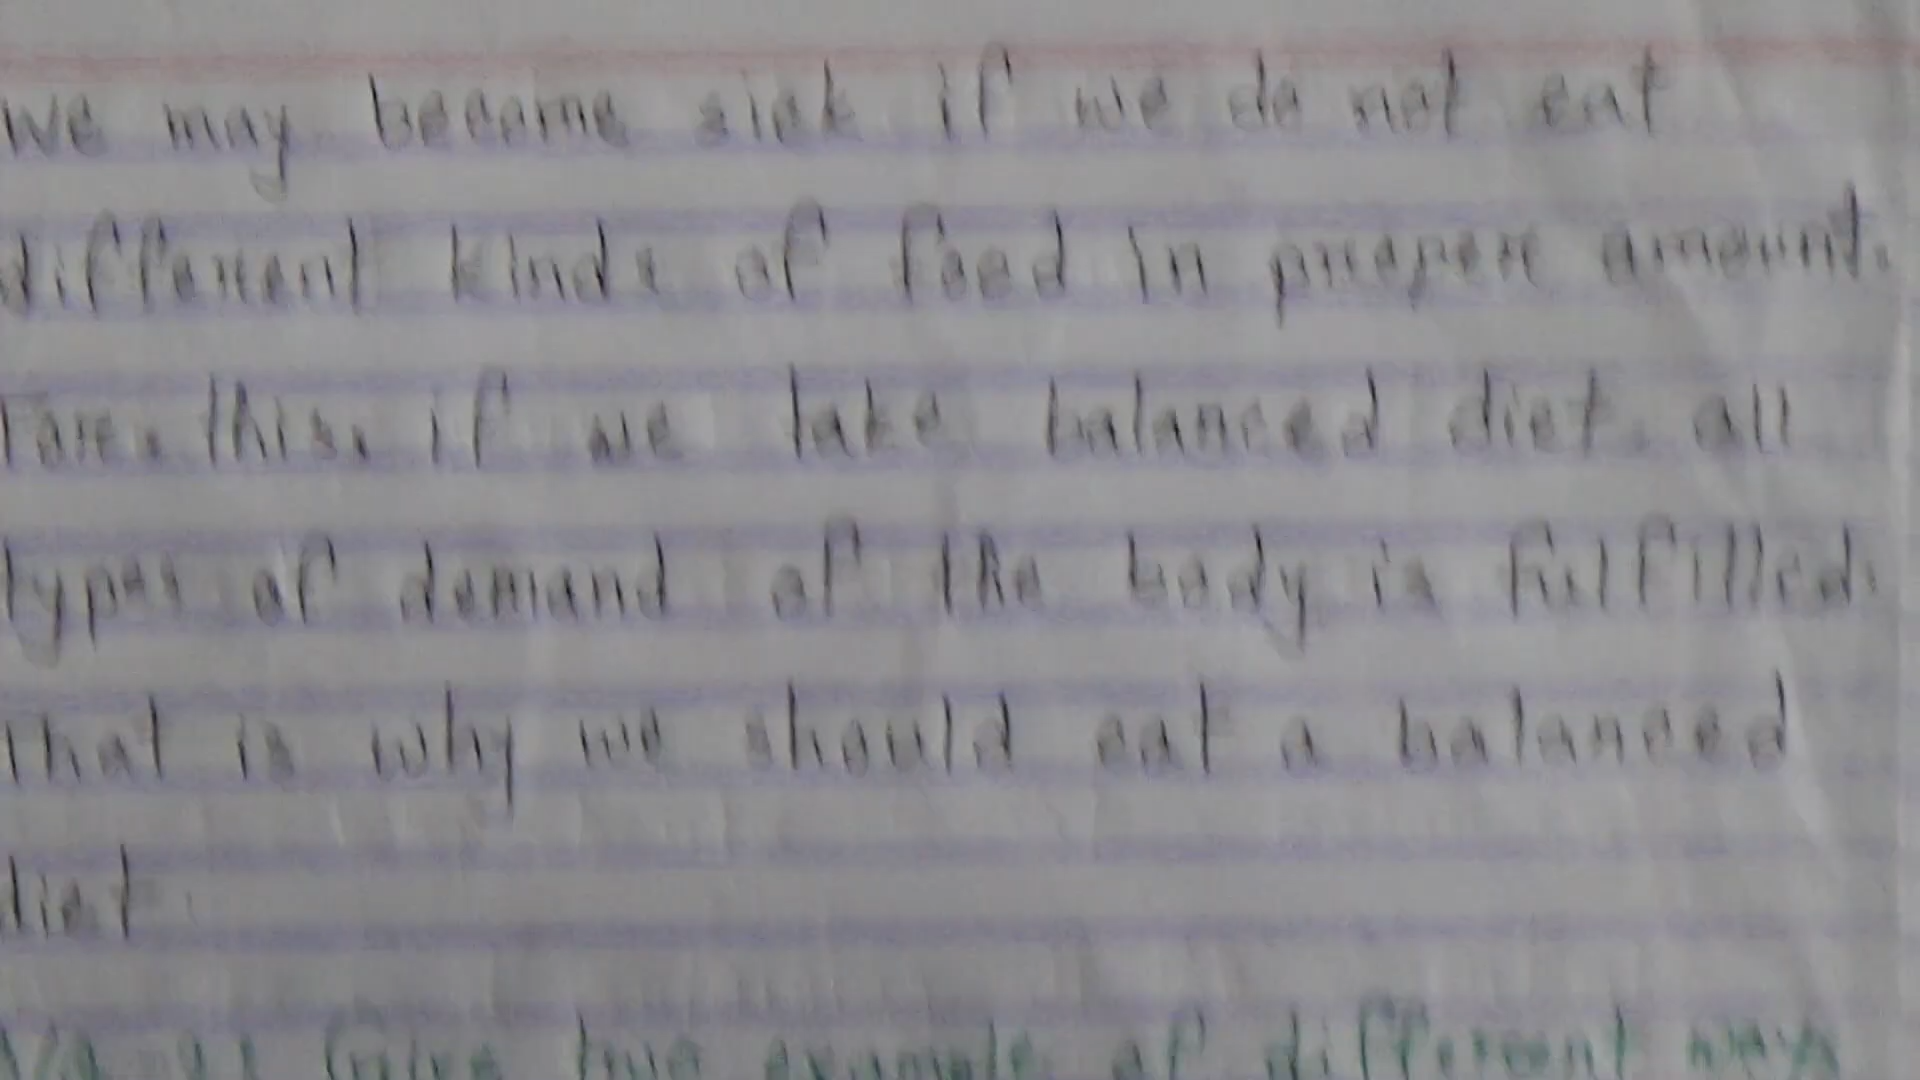 We may become sick if we do not eat
different kinds of food in proper amount.
For, this, if we take balanced diet. all
types of demand of the body is fulfilled.
That is why we should eat a balanced
diet.
Give two example of different ways